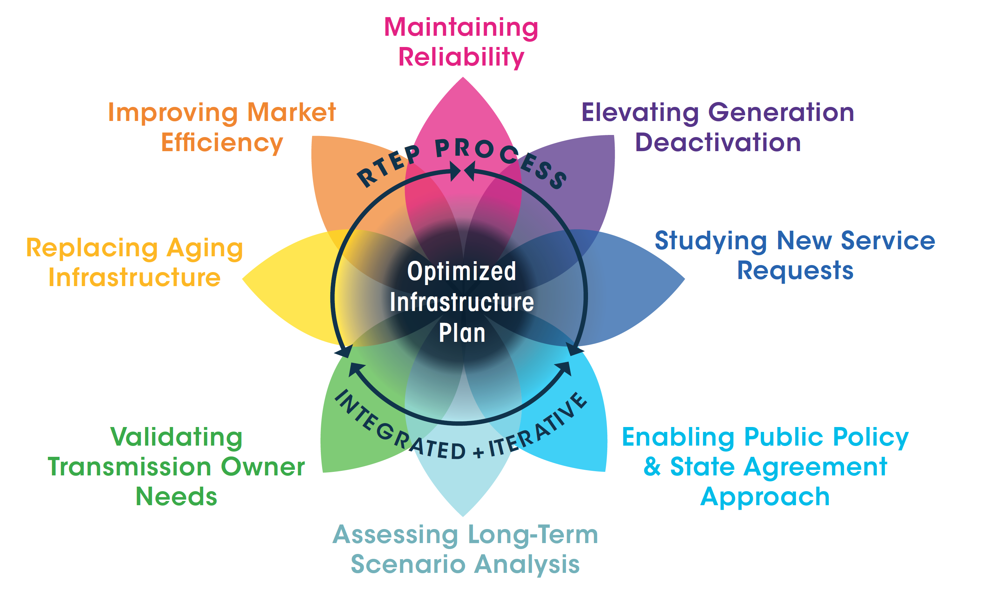 Maintaining
Reliability
Improving Market
Efficiency
Elevating Generation
Deactivation
RTEP PROCESS
Replacing Aging
Infrastructure
Studying New Service
Requests
Optimized
Infrastructure
Plan
INTEGRATED + ITERATIVE
Validating
Transmission Owner
Needs
Enabling Public Policy
& State Agreement
Approach
Assessing Long-Term
Scenario Analysis